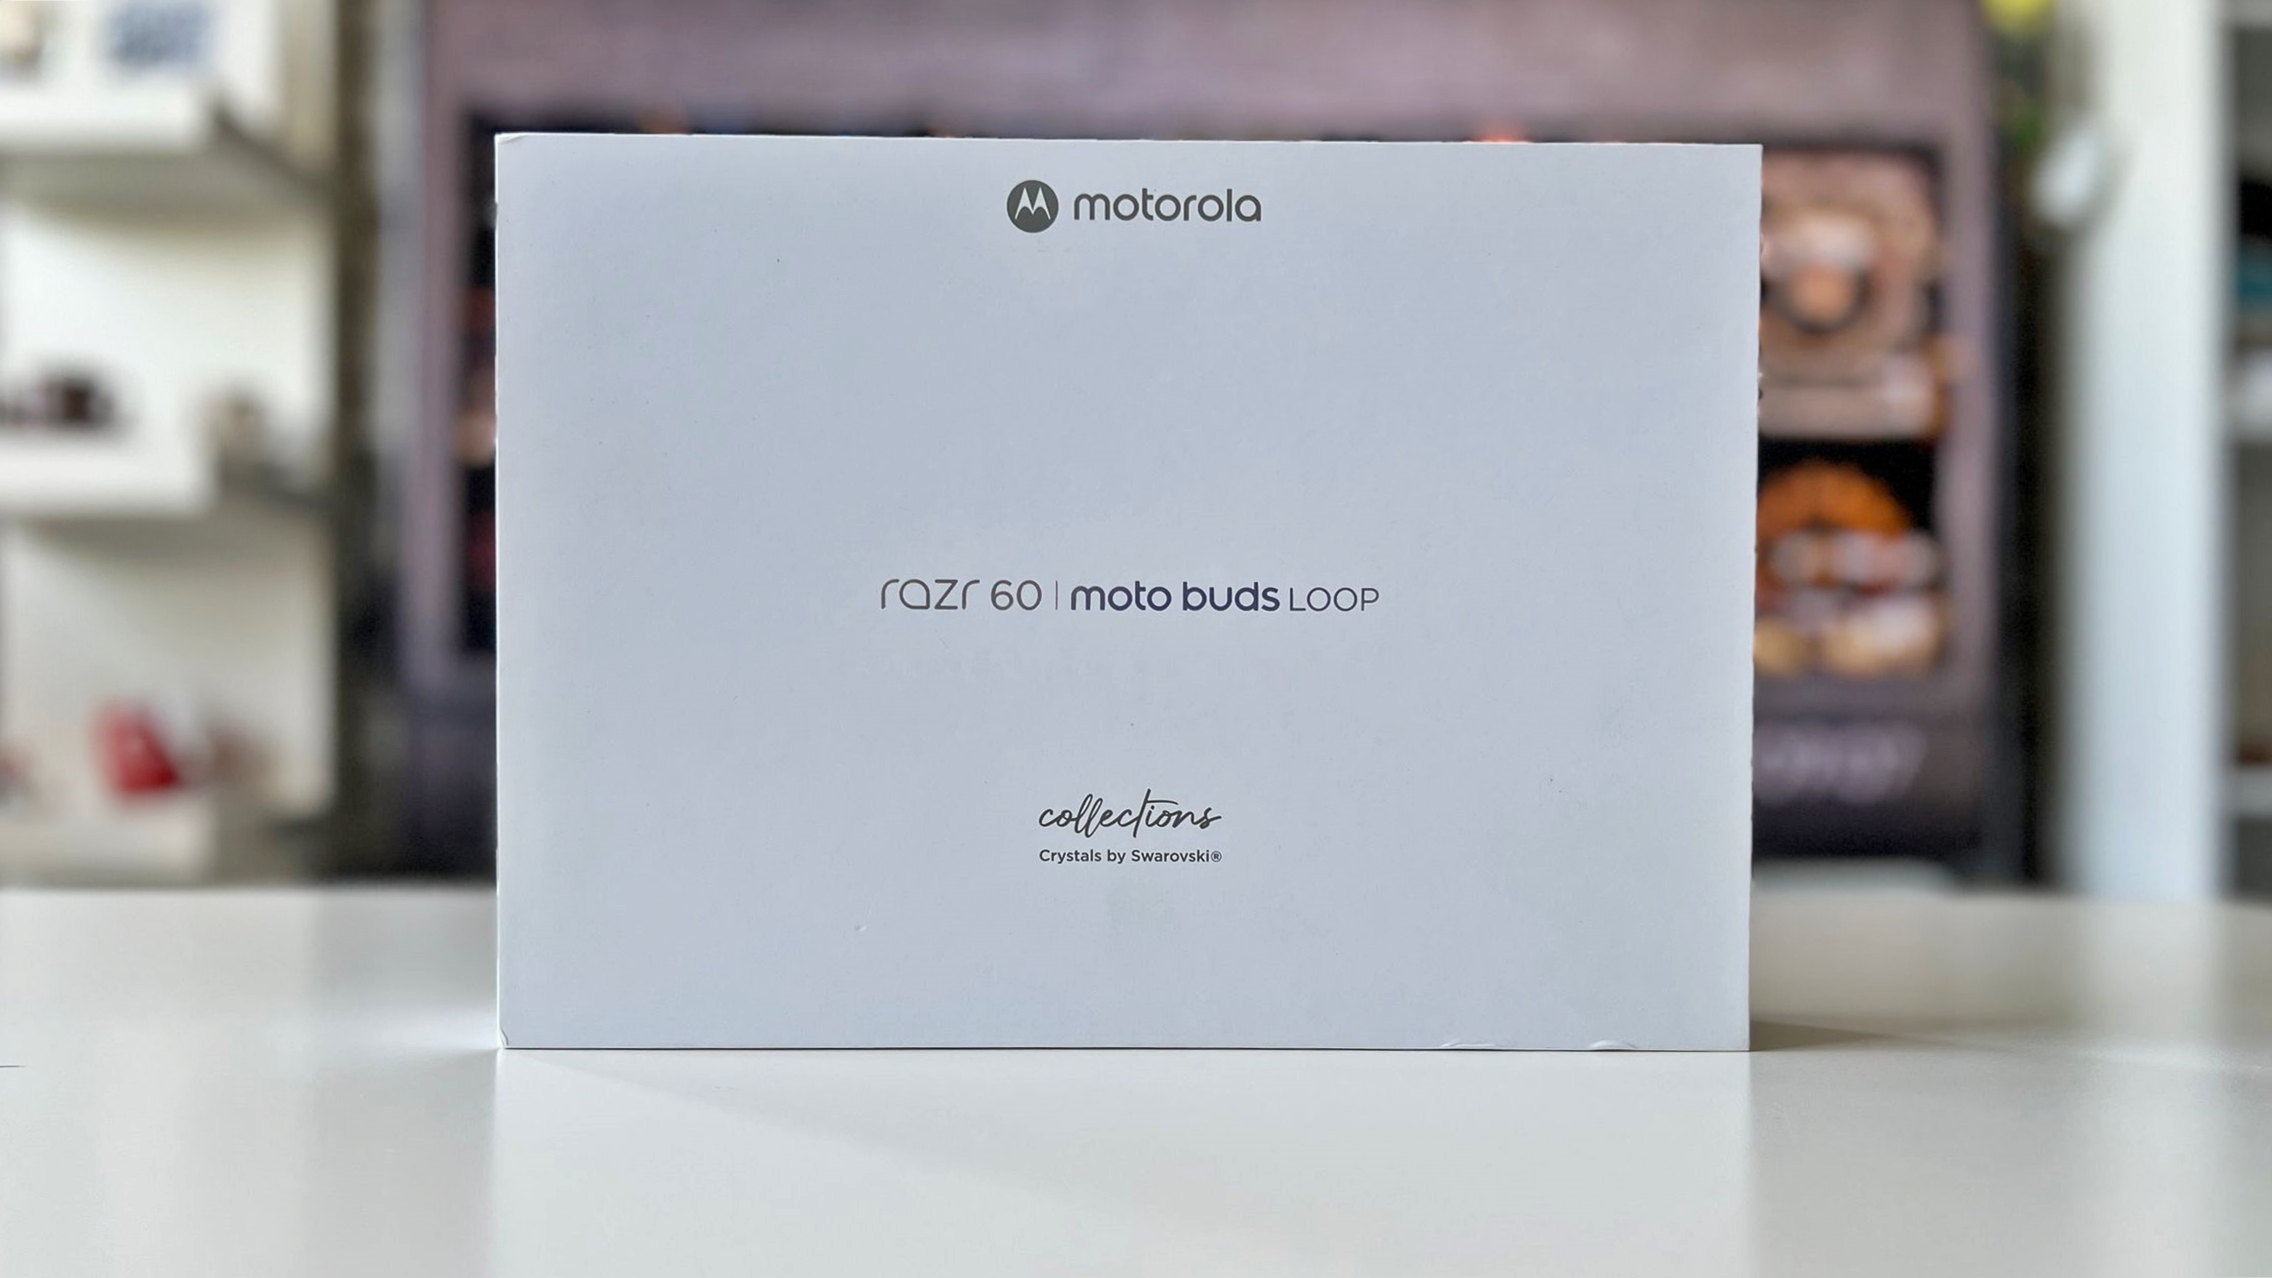 motorola
razr 60 | moto buds LOOP
collections
Crystals by Swarovski®